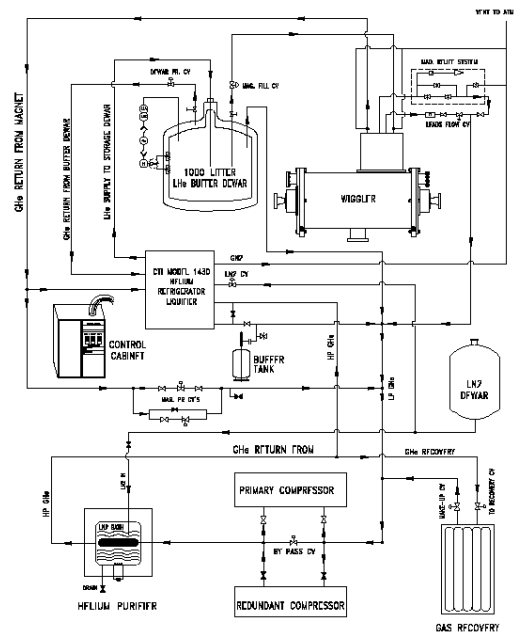 VENT TO ATM
DEWAR PR. CV
MAG. FILL CV
MAG. RELIEF SYSTEM
LEADS FLOW CV
GHe RETURN FROM MAGNET
GHe RETURN FROM BUFFER DEWAR
LHe SUPPLY TO STORAGE DEWAR
1000 LITTER
LHe BUFFER DEWAR
WIGGLER
GN2
LN2 CV
CTI MODEL 1430
HELIUM
REFRIGERATOR
LIQUIFIER
CONTROL
CABINET
BUFFER
TANK
HP GHe
LP GHe
LN2
DEWAR
MAG. PR CV'S
GHe RETURN FROM
GHe RECOVERY
HP GHe
LN2 IN
PRIMARY COMPRESSOR
MAKE-UP CV
TO RECOVERY CV
BY PASS CV
DRAIN
HELIUM PURIFIER
REDUNDANT COMPRESSOR
GAS RECOVERY